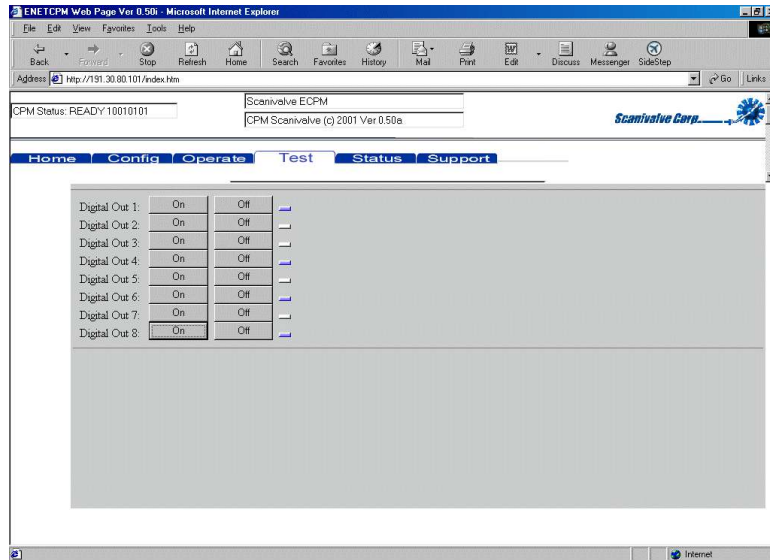 ENETCPM Web Page Ver 0.50i - Microsoft Internet Explorer
File Edit View Favorites Tools Help
Back Forward Stop Refresh Home Search Favorites History Mail Print Edit Discuss Messenger SideStep
Address http://191.30.80.101/index.htm Go Links
CPM Status: READY 10010101
Scanivalve ECPM
CPM Scanivalve (c) 2001 Ver 0.50a
Scanivalve Corp.
Home Config Operate Test Status Support
Digital Out 1: On Off
Digital Out 2: On Off
Digital Out 3: On Off
Digital Out 4: On Off
Digital Out 5: On Off
Digital Out 6: On Off
Digital Out 7: On Off
Digital Out 8: On Off
Internet